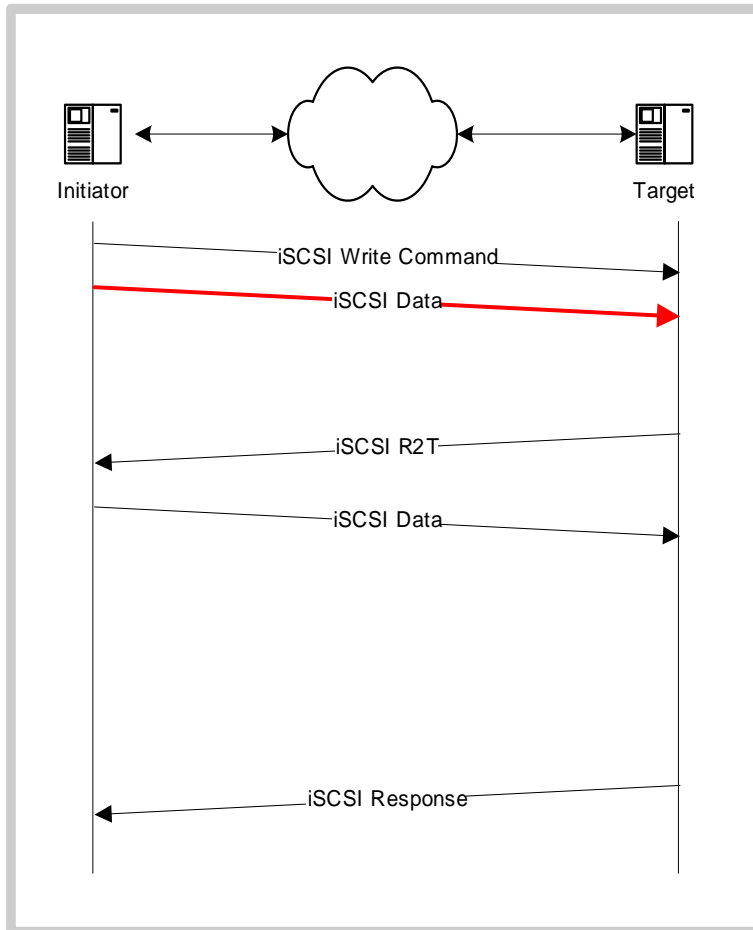 Initiator
Target
iSCSI Write Command
iSCSI Data
iSCSI R2T
iSCSI Data
iSCSI Response